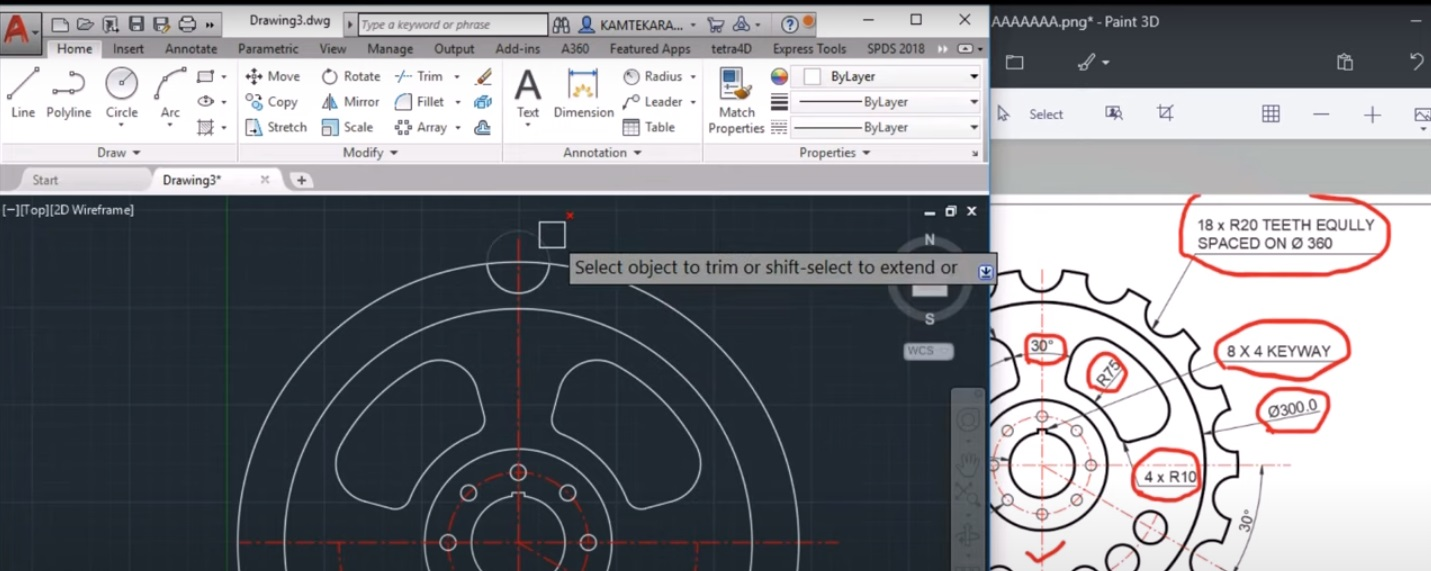 Drawing3.dwg
Type a keyword or phrase
KAMTEKARA...
AAAAAAA.png* - Paint 3D
Home Insert Annotate Parametric View Manage Output Add-ins A360 Featured Apps tetra4D Express Tools SPDS 2018
Line Polyline Circle Arc
Move Rotate Trim
Copy Mirror Fillet
Stretch Scale Array
Text Dimension
Radius
Leader
Table
Match
Properties
ByLayer
ByLayer
ByLayer
Select
Draw Modify Annotation Properties
Start Drawing3*
[−][Top][2D Wireframe]
N
S
WCS
Select object to trim or shift-select to extend or
18 x R20 TEETH EQULLY
SPACED ON Ø 360
30°
R75
8 X 4 KEYWAY
Ø300.0
4 x R10
30°